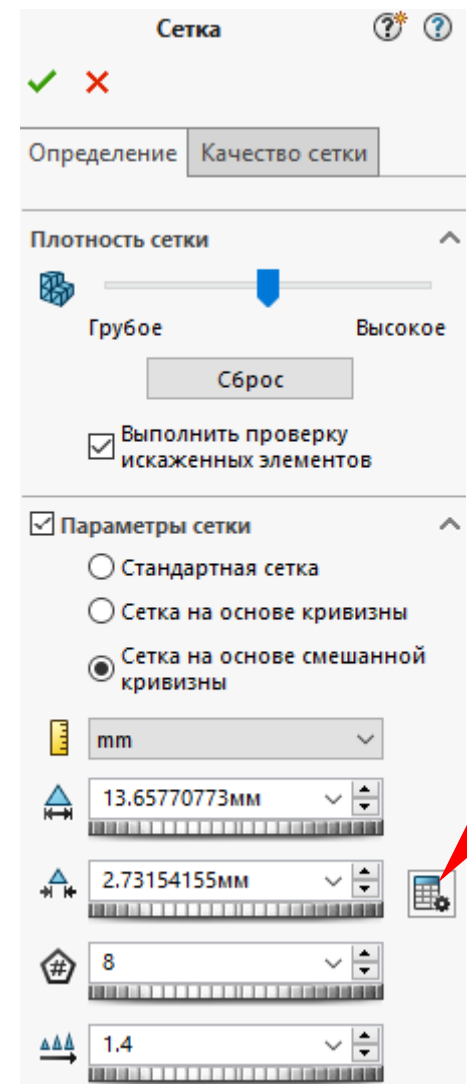 Сетка
Определение Качество сетки
Плотность сетки
Грубое Высокое
Сброс
Выполнить проверку
искаженных элементов
Параметры сетки
Стандартная сетка
Сетка на основе кривизны
Сетка на основе смешанной
кривизны
mm
13.65770773мм
2.73154155мм
8
1.4